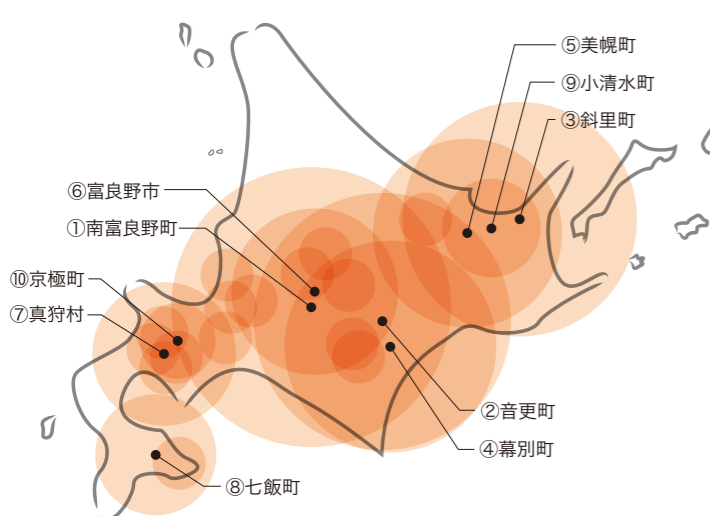 ⑤美幌町
⑨小清水町
③斜里町
⑥富良野市
①南富良野町
⑩京極町
⑦真狩村
②音更町
④幕別町
⑧七飯町